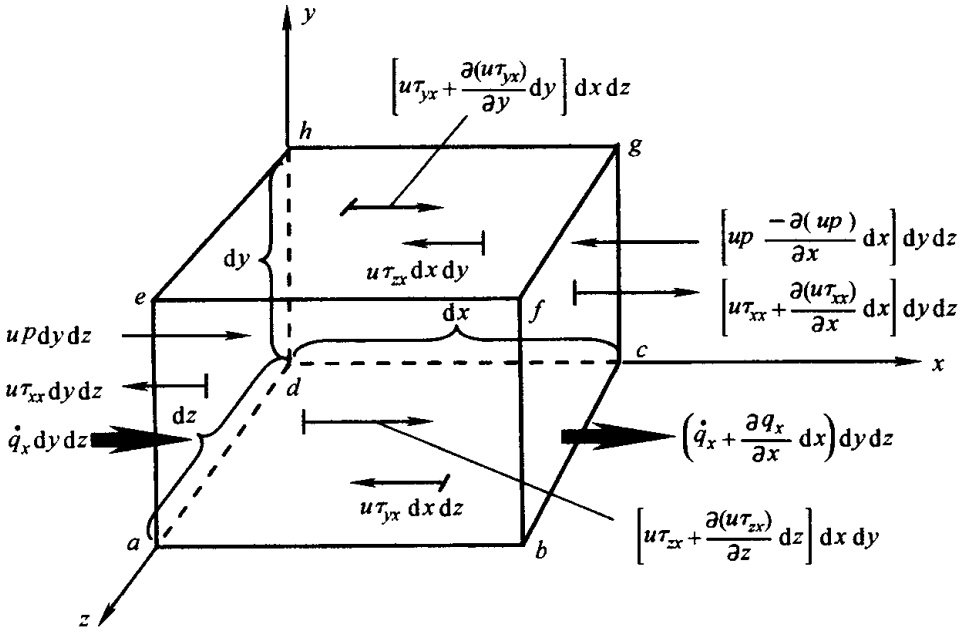 y
[uτ_yx + ∂(uτ_yx)/∂y dy] dx dz
h
g
dy
uτ_zx dx dy
[up -∂(up)/∂x dx] dy dz
e
dx
f
[uτ_xx + ∂(uτ_xx)/∂x dx] dy dz
up dy dz
d
c
x
uτ_xx dy dz
dz
q̇_x dy dz
(q̇_x + ∂q_x/∂x dx) dy dz
uτ_yx dx dz
a
b
[uτ_zx + ∂(uτ_zx)/∂z dz] dx dy
z